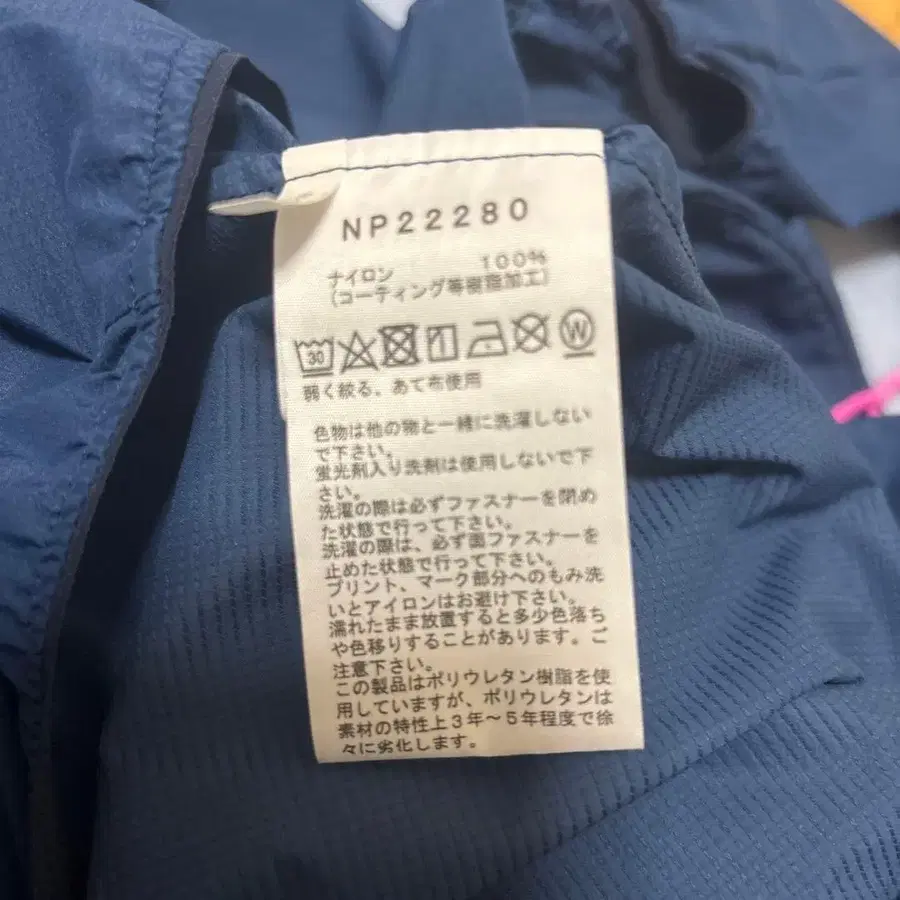 NP22280
ナイロン 100%
(コーティング等樹脂加工)
30 W
弱く絞る、あて布使用
色物は他の物と一緒に洗濯しない
で下さい。
蛍光剤入り洗剤は使用しないで下
さい。
洗濯の際は必ずファスナーを閉め
た状態で行って下さい。
洗濯の際は、必ず面ファスナーを
止めた状態で行って下さい。
プリント、マーク部分へのもみ洗
いとアイロンはお避け下さい。
濡れたまま放置すると多少色落ち
や色移りすることがあります。ご
注意下さい。
この製品はポリウレタン樹脂を使
用していますが、ポリウレタンは
素材の特性上3年〜5年程度で徐
々に劣化します。